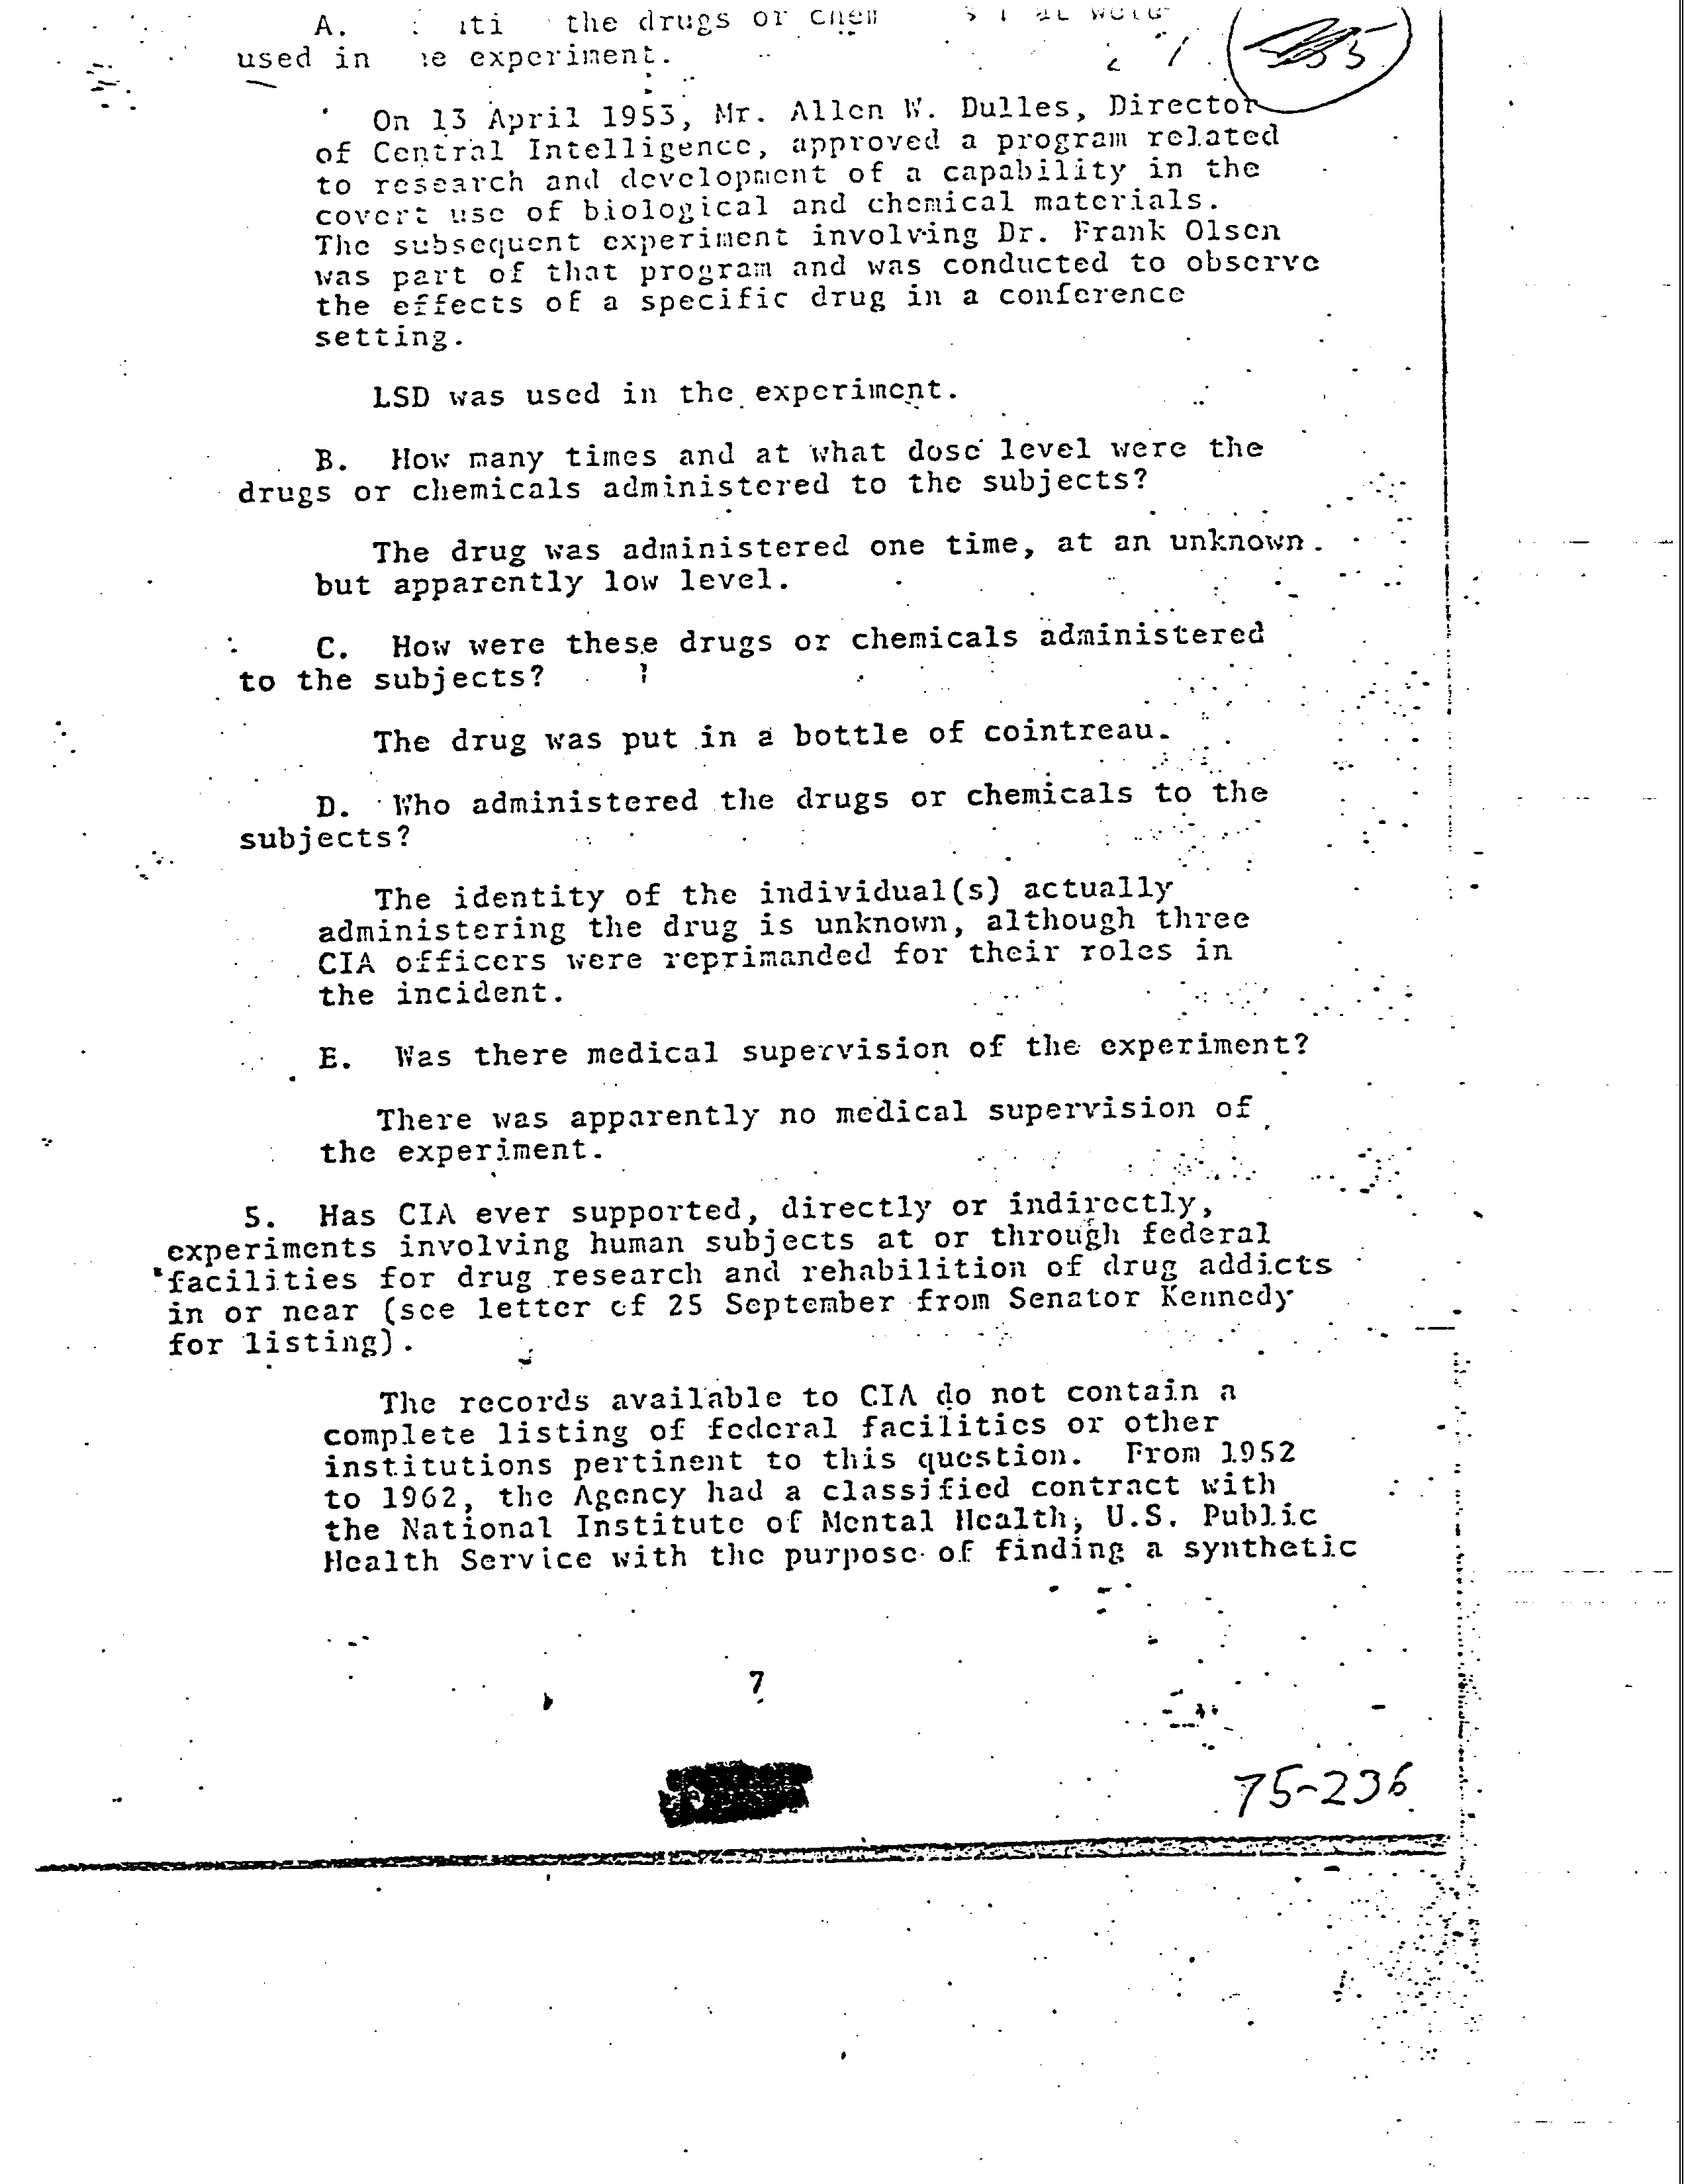 A. the drugs or
used in experiment.
On 13 April 1953, Mr. Allen W. Dulles, Director
of Central Intelligence, approved a program related
to research and development of a capability in the
covert use of biological and chemical materials.
The subsequent experiment involving Dr. Frank Olsen
was part of that program and was conducted to observe
the effects of a specific drug in a conference
setting.
LSD was used in the experiment.
B. How many times and at what dose level were the
drugs or chemicals administered to the subjects?
The drug was administered one time, at an unknown
but apparently low level.
C. How were these drugs or chemicals administered
to the subjects?
The drug was put in a bottle of cointreau.
D. Who administered the drugs or chemicals to the
subjects?
The identity of the individual(s) actually
administering the drug is unknown, although three
CIA officers were reprimanded for their roles in
the incident.
E. Was there medical supervision of the experiment?
There was apparently no medical supervision of
the experiment.
5. Has CIA ever supported, directly or indirectly,
experiments involving human subjects at or through federal
facilities for drug research and rehabilition of drug addicts
in or near (see letter of 25 September from Senator Kennedy
for listing).
The records available to CIA do not contain a
complete listing of federal facilities or other
institutions pertinent to this question. From 1952
to 1962, the Agency had a classified contract with
the National Institute of Mental Health, U.S. Public
Health Service with the purpose of finding a synthetic
7
75-236